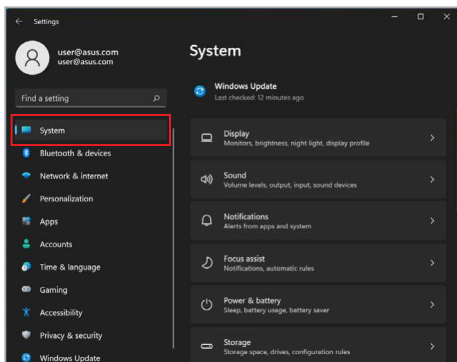 Settings
user@asus.com
user@asus.com
Find a setting
System
Bluetooth & devices
Network & internet
Personalization
Apps
Accounts
Time & language
Gaming
Accessibility
Privacy & security
Windows Update
System
Windows Update
Last checked: 12 minutes ago
Display
Monitors, brightness, night light, display profile
Sound
Volume levels, output, input, sound devices
Notifications
Alerts from apps and system
Focus assist
Notifications, automatic rules
Power & battery
Sleep, battery usage, battery saver
Storage
Storage space, drives, configuration rules